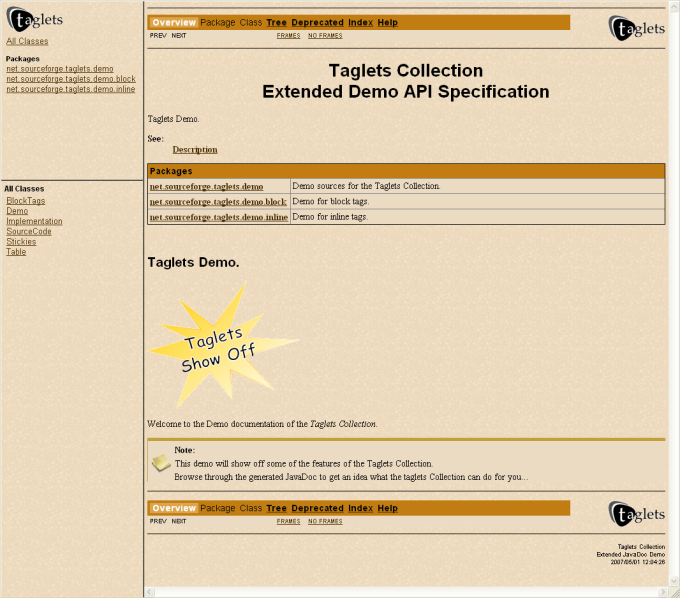 taglets
All Classes
Packages
net.sourceforge.taglets.demo
net.sourceforge.taglets.demo.block
net.sourceforge.taglets.demo.inline
All Classes
BlockTags
Demo
Implementation
SourceCode
Stickies
Table
Overview Package Class Tree Deprecated Index Help
PREV NEXT FRAMES NO FRAMES
taglets
Taglets Collection
Extended Demo API Specification
Taglets Demo.
See:
Description
Packages
net.sourceforge.taglets.demo Demo sources for the Taglets Collection.
net.sourceforge.taglets.demo.block Demo for block tags.
net.sourceforge.taglets.demo.inline Demo for inline tags.
Taglets Demo.
Taglets
Show Off
Welcome to the Demo documentation of the Taglets Collection.
Note:
This demo will show off some of the features of the Taglets Collection.
Browse through the generated JavaDoc to get an idea what the taglets Collection can do for you...
Overview Package Class Tree Deprecated Index Help
PREV NEXT FRAMES NO FRAMES
taglets
Taglets Collection
Extended JavaDoc Demo
2007/06/01 12:04:26